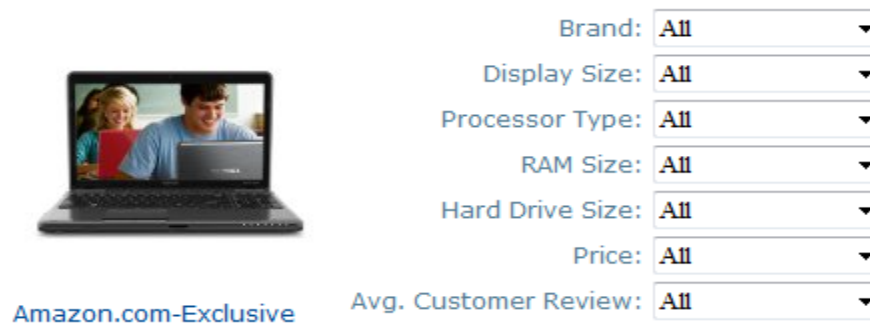 Brand: All
Display Size: All
Processor Type: All
RAM Size: All
Hard Drive Size: All
Price: All
Avg. Customer Review: All
Amazon.com-Exclusive